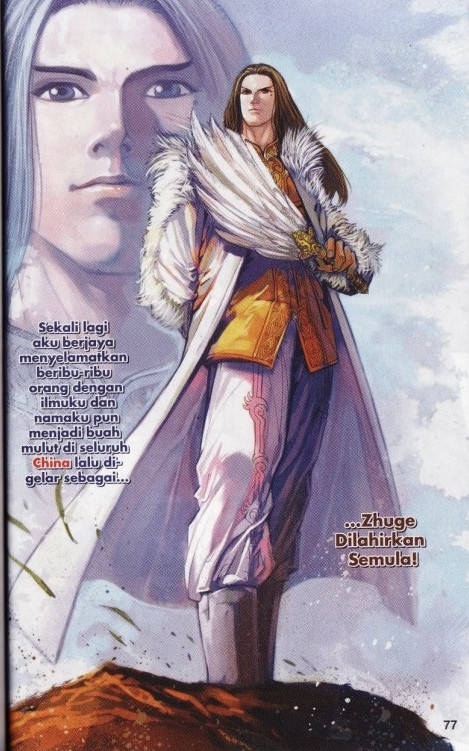 Sekali lagi
aku berjaya
menyelamatkan
beribu-ribu
orang dengan
ilmuku dan
namaku pun
menjadi buah
mulut di seluruh
China lalu di-
gelar sebagai...
...Zhuge
Dilahirkan
Semula!
77